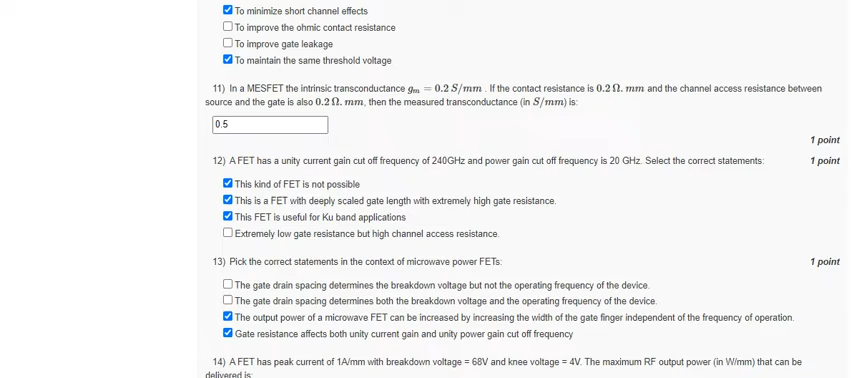 To minimize short channel effects
To improve the ohmic contact resistance
To improve gate leakage
To maintain the same threshold voltage
11) In a MESFET the intrinsic transconductance gₘ = 0.2 S/mm . If the contact resistance is 0.2 Ω. mm and the channel access resistance between
source and the gate is also 0.2 Ω. mm, then the measured transconductance (in S/mm) is:
0.5
1 point
12) A FET has a unity current gain cut off frequency of 240GHz and power gain cut off frequency is 20 GHz. Select the correct statements: 1 point
This kind of FET is not possible
This is a FET with deeply scaled gate length with extremely high gate resistance.
This FET is useful for Ku band applications
Extremely low gate resistance but high channel access resistance.
13) Pick the correct statements in the context of microwave power FETs: 1 point
The gate drain spacing determines the breakdown voltage but not the operating frequency of the device.
The gate drain spacing determines both the breakdown voltage and the operating frequency of the device.
The output power of a microwave FET can be increased by increasing the width of the gate finger independent of the frequency of operation.
Gate resistance affects both unity current gain and unity power gain cut off frequency
14) A FET has peak current of 1A/mm with breakdown voltage = 68V and knee voltage = 4V. The maximum RF output power (in W/mm) that can be
delivered is: